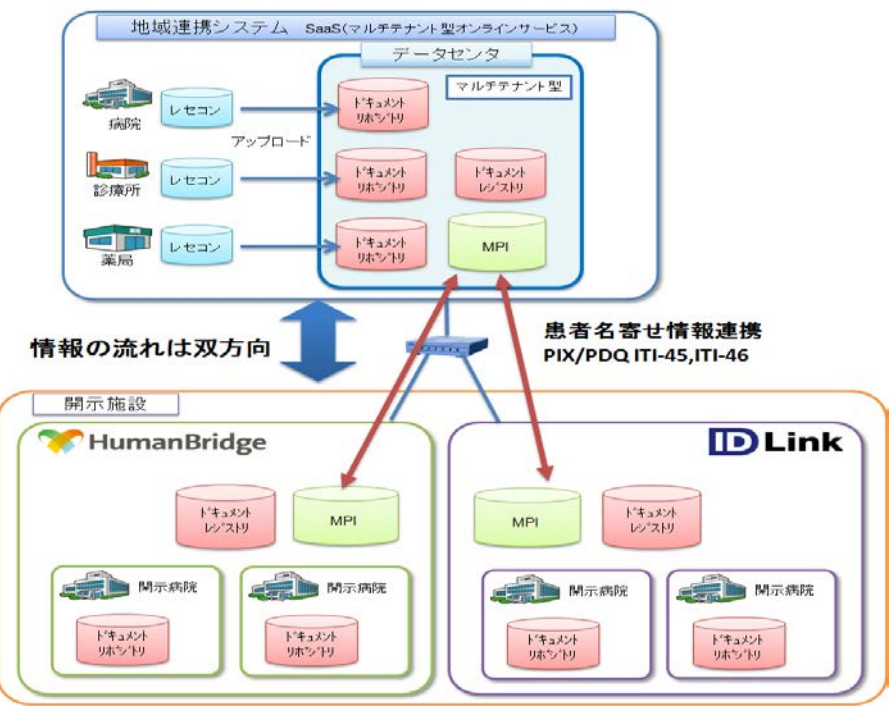 地域連携システム SaaS(マルチテナント型オンラインサービス)
データセンタ
マルチテナント型
病院
レセコン
ドキュメント
リポジトリ
アップロード
診療所
レセコン
ドキュメント
リポジトリ
ドキュメント
レジストリ
薬局
レセコン
ドキュメント
リポジトリ
MPI
情報の流れは双方向
患者名寄せ情報連携
PIX/PDQ ITI-45,ITI-46
開示施設
HumanBridge
ID Link
ドキュメント
レジストリ
MPI
MPI
ドキュメント
レジストリ
開示病院
ドキュメント
リポジトリ
開示病院
ドキュメント
リポジトリ
開示病院
ドキュメント
リポジトリ
開示病院
ドキュメント
リポジトリ